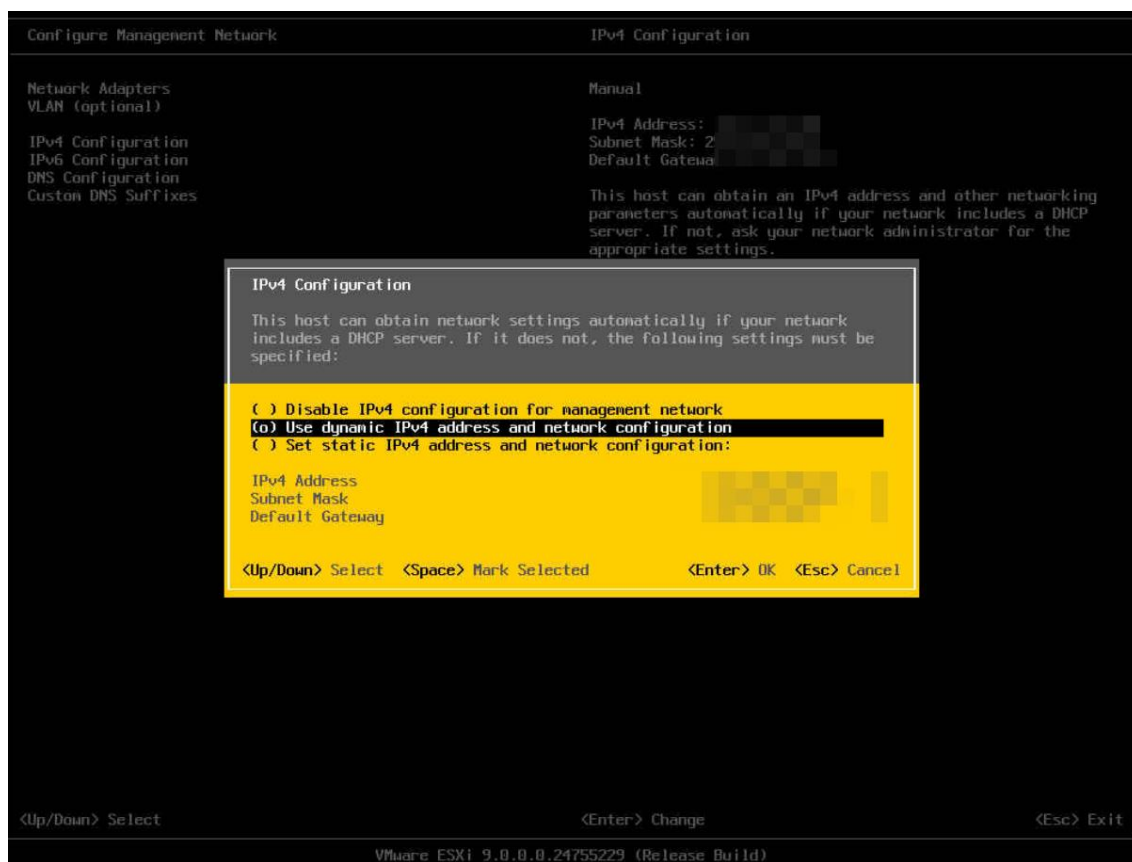 Configure Management Network
IPv4 Configuration
Network Adapters
VLAN (optional)
IPv4 Configuration
IPv6 Configuration
DNS Configuration
Custom DNS Suffixes
Manual
IPv4 Address:
Subnet Mask: 2
Default Gatewa
This host can obtain an IPv4 address and other networking
parameters automatically if your network includes a DHCP
server. If not, ask your network administrator for the
appropriate settings.
IPv4 Configuration
This host can obtain network settings automatically if your network
includes a DHCP server. If it does not, the following settings must be
specified:
( ) Disable IPv4 configuration for management network
(o) Use dynamic IPv4 address and network configuration
( ) Set static IPv4 address and network configuration:
IPv4 Address
Subnet Mask
Default Gateway
<Up/Down> Select <Space> Mark Selected <Enter> OK <Esc> Cancel
<Up/Down> Select <Enter> Change <Esc> Exit
VMware ESXi 9.0.0.0.24755229 (Release Build)